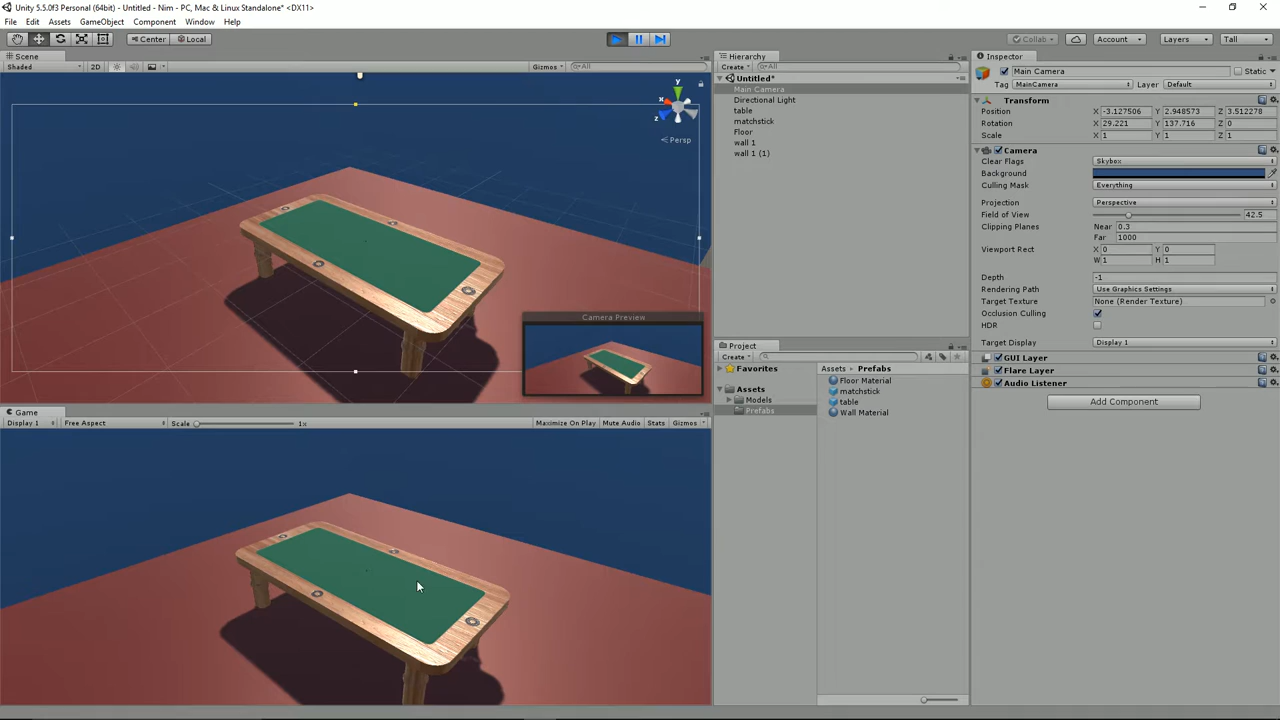 Unity 5.5.0f3 Personal (64bit) - Untitled - Nim - PC, Mac & Linux Standalone* <DX11>
File Edit Assets GameObject Component Window Help
Center Local Collab Account Layers Tall
Scene
Shaded 2D Gizmos All
y
x
z
Persp
Camera Preview
Game
Display 1 Free Aspect Scale 1x Maximize On Play Mute Audio Stats Gizmos
Hierarchy
Create All
Untitled*
Main Camera
Directional Light
table
matchstick
Floor
wall 1
wall 1 (1)
Project
Create
Favorites
Assets
Models
Prefabs
Assets Prefabs
Floor Material
matchstick
table
Wall Material
Inspector
Main Camera Static
Tag MainCamera Layer Default
Transform
Position X -3.127506 Y 2.948573 Z 3.512278
Rotation X 29.221 Y 137.716 Z 0
Scale X 1 Y 1 Z 1
Camera
Clear Flags Skybox
Background
Culling Mask Everything
Projection Perspective
Field of View 42.5
Clipping Planes Near 0.3
Far 1000
Viewport Rect X 0 Y 0
W 1 H 1
Depth -1
Rendering Path Use Graphics Settings
Target Texture None (Render Texture)
Occlusion Culling
HDR
Target Display Display 1
GUI Layer
Flare Layer
Audio Listener
Add Component